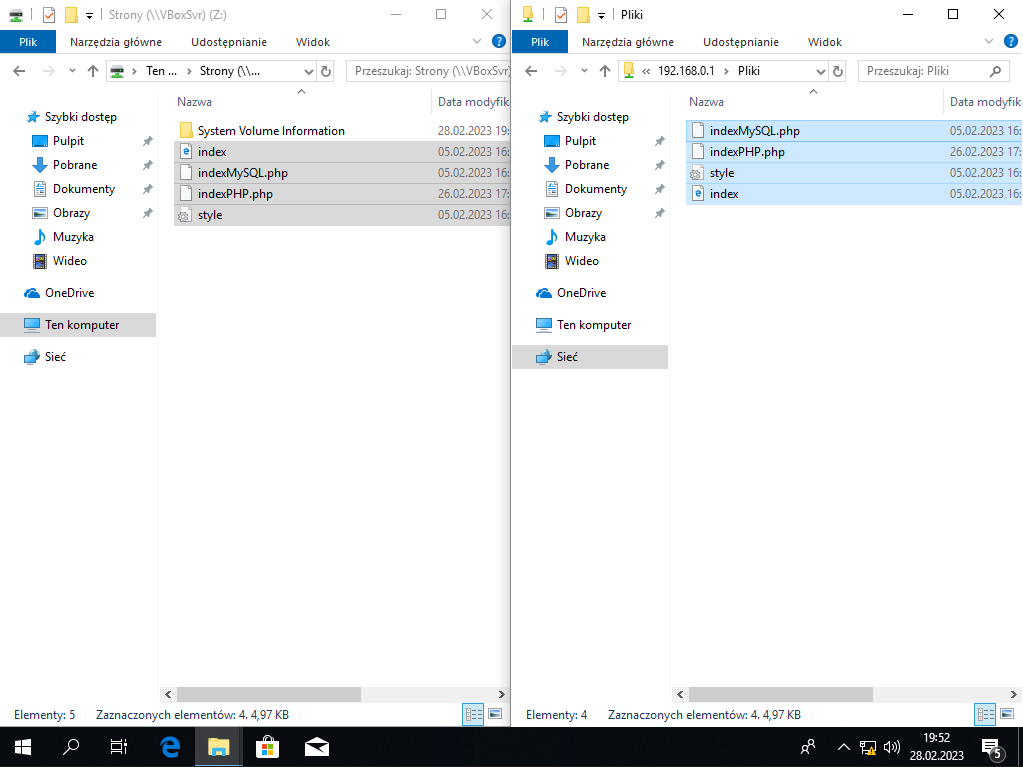 Strony (\\VBoxSvr) (Z:)
Plik Narzędzia główne Udostępnianie Widok
Ten ... Strony (\\... Przeszukaj: Strony (\\VBoxSvr)
Szybki dostęp
Pulpit
Pobrane
Dokumenty
Obrazy
Muzyka
Wideo
OneDrive
Ten komputer
Sieć
Nazwa Data modyfik
System Volume Information 28.02.2023 19:
index 05.02.2023 16:
indexMySQL.php 05.02.2023 16:
indexPHP.php 26.02.2023 17:
style 05.02.2023 16:
Elementy: 5 Zaznaczonych elementów: 4. 4,97 KB
Pliki
Plik Narzędzia główne Udostępnianie Widok
« 192.168.0.1 Pliki Przeszukaj: Pliki
Szybki dostęp
Pulpit
Pobrane
Dokumenty
Obrazy
Muzyka
Wideo
OneDrive
Ten komputer
Sieć
Nazwa Data modyfik
indexMySQL.php 05.02.2023 16:
indexPHP.php 26.02.2023 17:
style 05.02.2023 16:
index 05.02.2023 16:
Elementy: 4 Zaznaczonych elementów: 4. 4,97 KB
19:52
28.02.2023
5